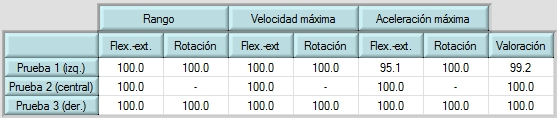 Rango Velocidad máxima Aceleración máxima
Flex.-ext. Rotación Flex.-ext Rotación Flex.-ext. Rotación Valoración
Prueba 1 (izq.) 100.0 100.0 100.0 100.0 95.1 100.0 99.2
Prueba 2 (central) 100.0 - 100.0 - 100.0 - 100.0
Prueba 3 (der.) 100.0 100.0 100.0 100.0 100.0 100.0 100.0